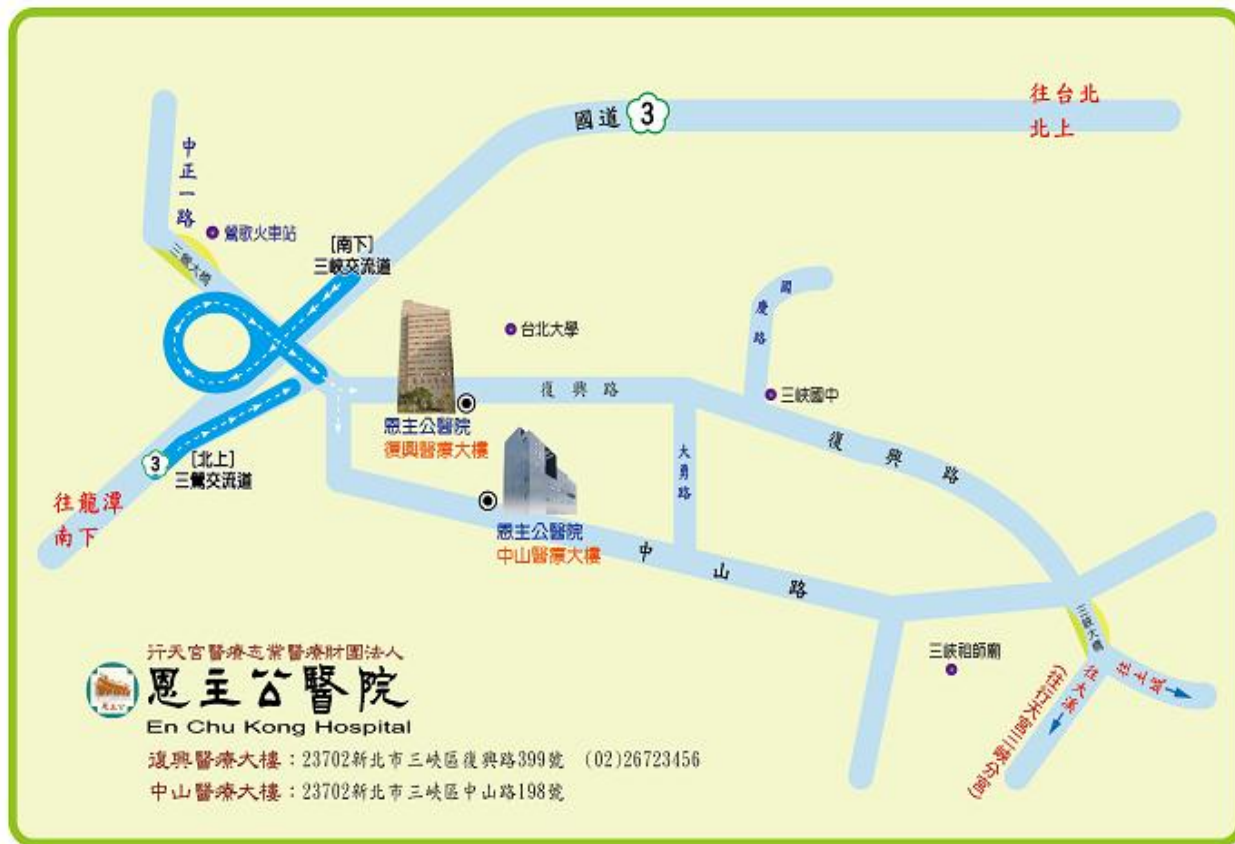 國道 3
往台北
北上
中正一路
鶯歌火車站
三鶯大橋
[南下]
三峽交流道
台北大學
國慶路
三峽國中
復興路
恩主公醫院
復興醫療大樓
大勇路
復興路
3
[北上]
三鶯交流道
往龍潭
南下
恩主公醫院
中山醫療大樓
中山路
三峽大橋
三峽祖師廟
往土城
往大溪
(往行天宮三峽分宮)
行天宮醫療志業醫療財團法人
恩主公醫院
En Chu Kong Hospital
復興醫療大樓：23702新北市三峽區復興路399號 (02)26723456
中山醫療大樓：23702新北市三峽區中山路198號